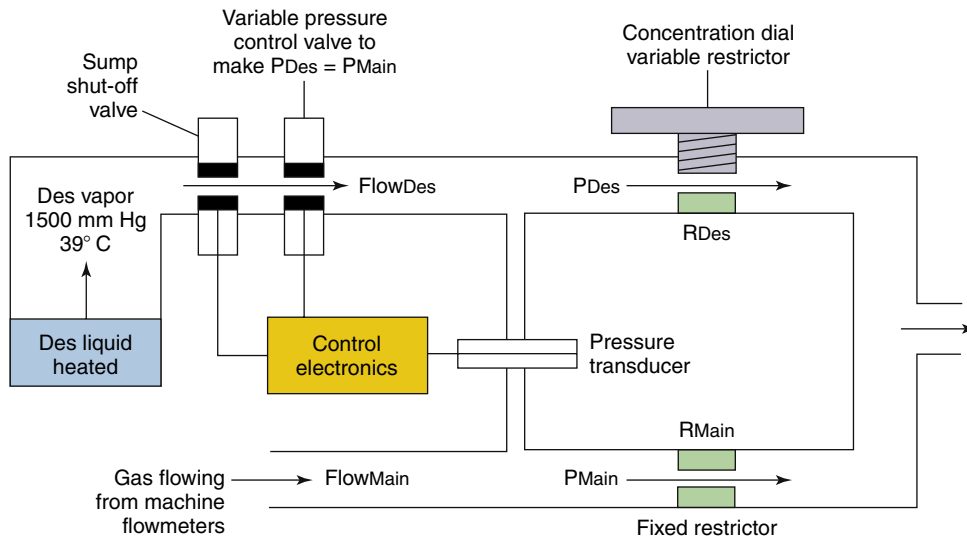 Variable pressure
control valve to
make PDes = PMain
Concentration dial
variable restrictor
Sump
shut-off
valve
FlowDes
PDes
Des vapor
1500 mm Hg
39° C
RDes
Des liquid
heated
Control
electronics
Pressure
transducer
RMain
Gas flowing
from machine
flowmeters
FlowMain
PMain
Fixed restrictor